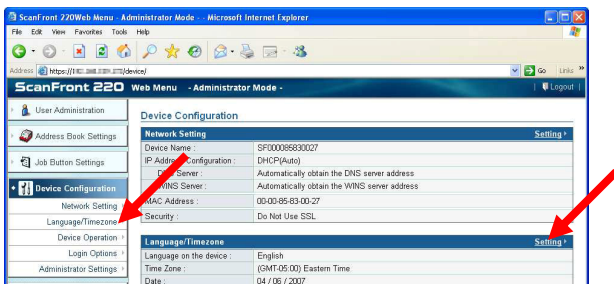 ScanFront 220Web Menu - Administrator Mode - - Microsoft Internet Explorer
File Edit View Favorites Tools Help
Address https:// /device/ Go Links »
ScanFront 220 Web Menu - Administrator Mode - Logout
User Administration
Address Book Settings
Job Button Settings
Device Configuration
Network Setting
Language/Timezone
Device Operation
Login Options
Administrator Settings
Device Configuration
Network Setting Setting
Device Name : SF000085830027
IP Address Configuration : DHCP(Auto)
Server : Automatically obtain the DNS server address
WINS Server : Automatically obtain the WINS server address
MAC Address : 00-00-85-83-00-27
Security : Do Not Use SSL
Language/Timezone Setting
Language on the device : English
Time Zone : (GMT-05:00) Eastern Time
Date : 04 / 06 / 2007